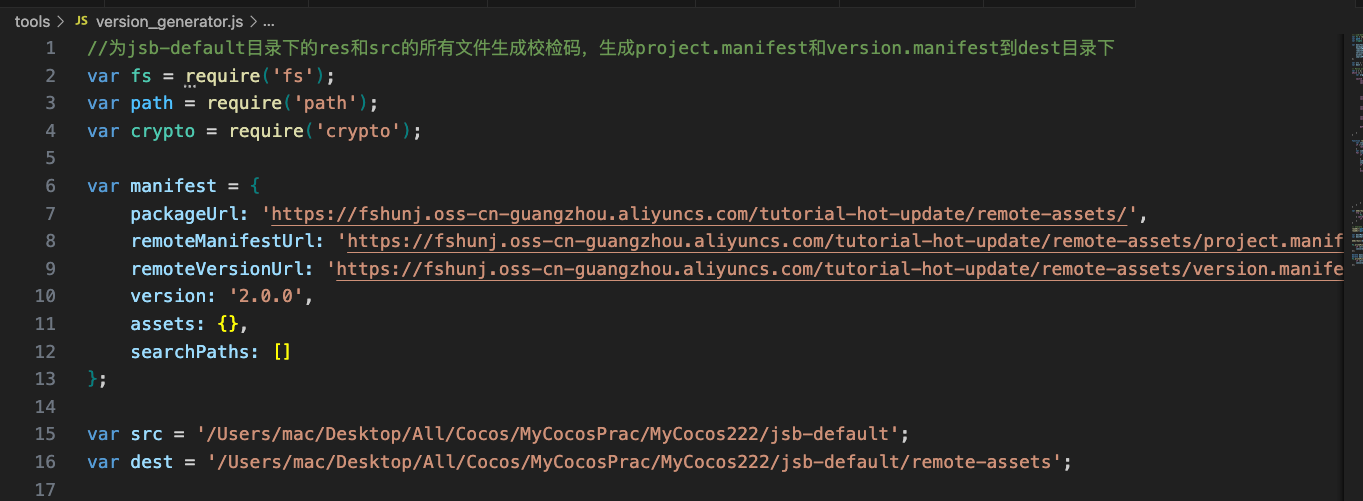 tools > JS version_generator.js > ...
1 //为jsb-default目录下的res和src的所有文件生成校检码，生成project.manifest和version.manifest到dest目录下
2 var fs = require('fs');
3 var path = require('path');
4 var crypto = require('crypto');
5
6 var manifest = {
7     packageUrl: 'https://fshunj.oss-cn-guangzhou.aliyuncs.com/tutorial-hot-update/remote-assets/',
8     remoteManifestUrl: 'https://fshunj.oss-cn-guangzhou.aliyuncs.com/tutorial-hot-update/remote-assets/project.manif
9     remoteVersionUrl: 'https://fshunj.oss-cn-guangzhou.aliyuncs.com/tutorial-hot-update/remote-assets/version.manife
10     version: '2.0.0',
11     assets: {},
12     searchPaths: []
13 };
14
15 var src = '/Users/mac/Desktop/All/Cocos/MyCocosPrac/MyCocos222/jsb-default';
16 var dest = '/Users/mac/Desktop/All/Cocos/MyCocosPrac/MyCocos222/jsb-default/remote-assets';
17